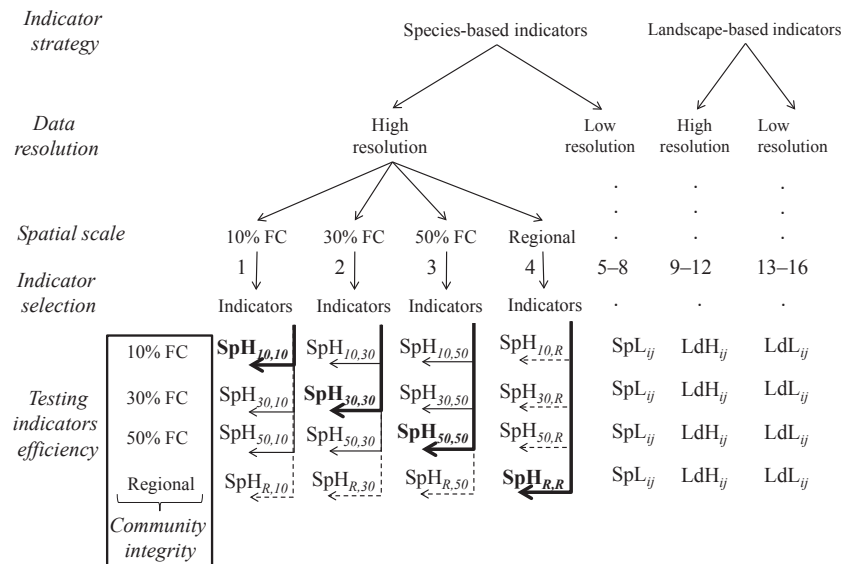 Indicator strategy
Species-based indicators
Landscape-based indicators
Data resolution
High resolution
Low resolution
High resolution
Low resolution
. . . .
. . . .
. . . .
Spatial scale
10% FC 30% FC 50% FC Regional
Indicator selection
1 2 3 4 5–8 9–12 13–16
Indicators Indicators Indicators Indicators . . .
Testing indicators efficiency
10% FC SpH10,10 SpH10,30 SpH10,50 SpH10,R SpLij LdHij LdLij
30% FC SpH30,10 SpH30,30 SpH30,50 SpH30,R SpLij LdHij LdLij
50% FC SpH50,10 SpH50,30 SpH50,50 SpH50,R SpLij LdHij LdLij
Regional SpHR,10 SpHR,30 SpHR,50 SpHR,R SpLij LdHij LdLij
Community integrity